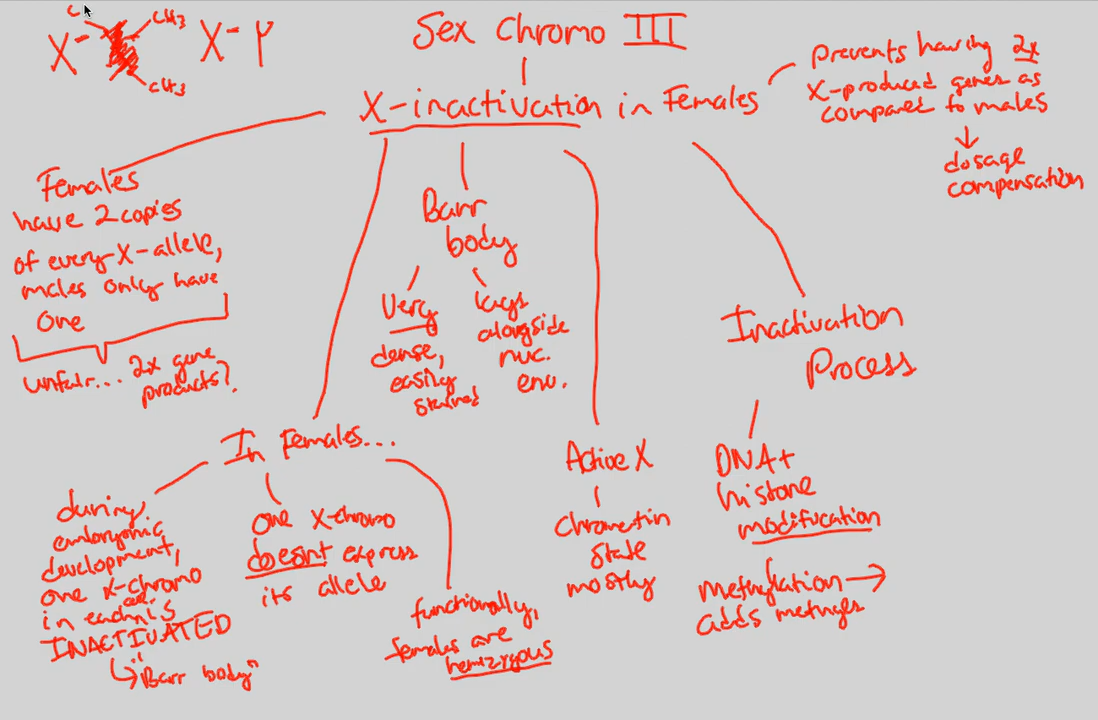 C
CH3
X-
X- Y
CH3
Sex Chromo III
X-inactivation in Females
Prevents having 2x
X-produced genes as
compared to males
dosage
compensation
Females
have 2 copies
of every X-allele,
males only have
one
unfair... 2x gene
products?
Barr
body
Very
dense,
easily
stained
lays
alongside
nuc.
env.
Inactivation
Process
In Females...
during
embryonic
development,
one X-chromo
in each cell is
INACTIVATED
"Barr body"
one X-chromo
doesn't express
its allele
functionally,
females are
hemizygous
Active X
Chromatin
state
mostly
DNA+
histone
modification
Methylation →
adds methyles